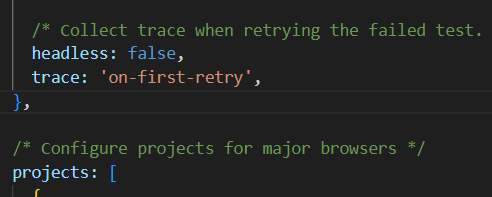 /* Collect trace when retrying the failed test.
headless: false,
trace: 'on-first-retry',
},
/* Configure projects for major browsers */
projects: [
{